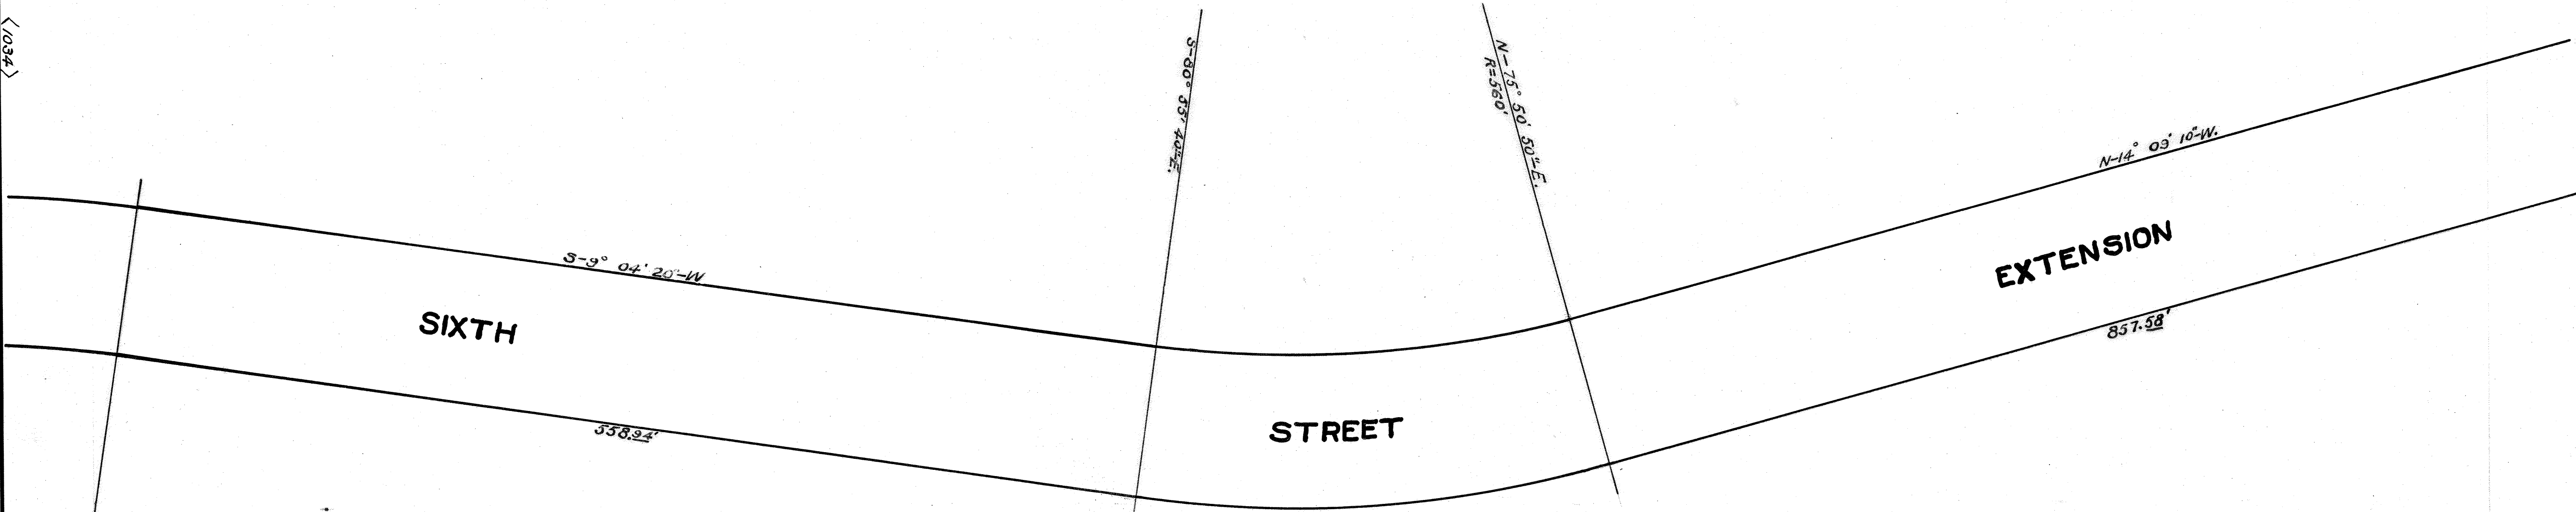 <1034>
S-80° 55' 40"-E.
N-75° 50' 50"-E.
R=560'
N-14° 09' 10"-W.
S-9° 04' 20"-W
EXTENSION
SIXTH
857.58'
STREET
558.94'